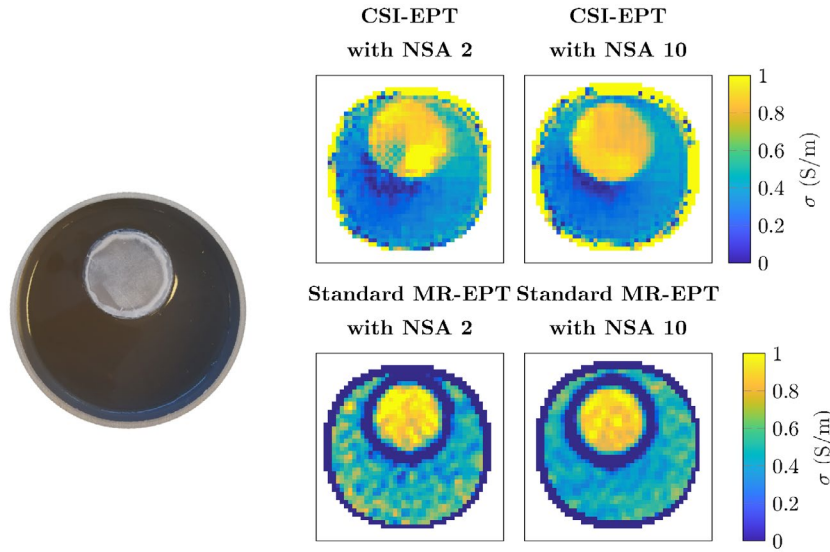 CSI-EPT CSI-EPT
with NSA 2 with NSA 10
1
0.8
0.6
0.4
0.2
0
σ (S/m)
Standard MR-EPT Standard MR-EPT
with NSA 2 with NSA 10
1
0.8
0.6
0.4
0.2
0
σ (S/m)